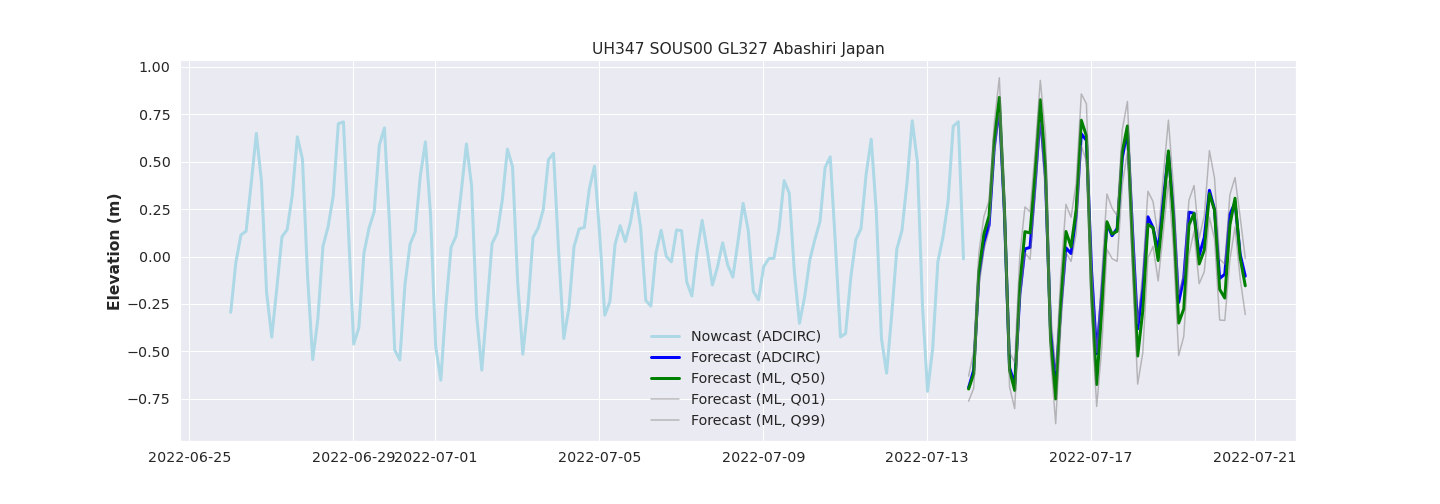 UH347 SOUS00 GL327 Abashiri Japan
1.00
0.75
0.50
0.25
0.00
−0.25
−0.50
−0.75
Elevation (m)
Nowcast (ADCIRC)
Forecast (ADCIRC)
Forecast (ML, Q50)
Forecast (ML, Q01)
Forecast (ML, Q99)
2022-06-25 2022-06-29 2022-07-01 2022-07-05 2022-07-09 2022-07-13 2022-07-17 2022-07-21